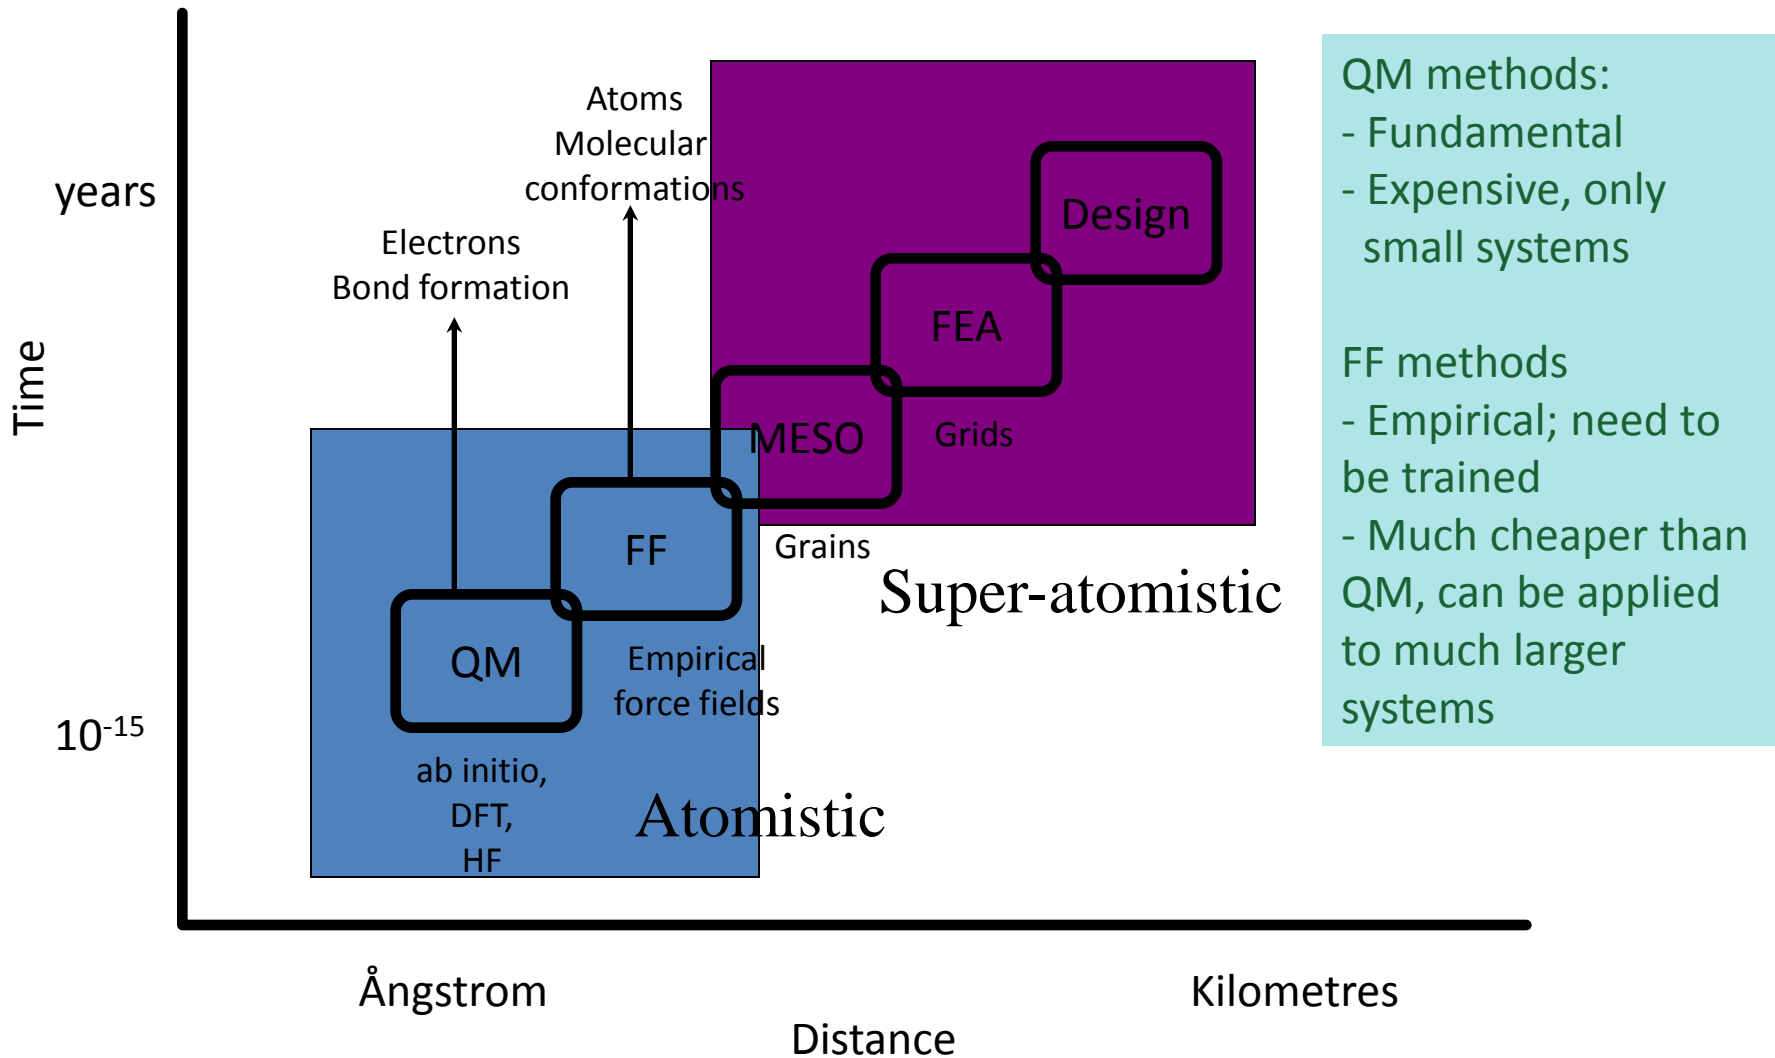 Atoms
Molecular
conformations
Electrons
Bond formation
years
Time
10-15
Design
FEA
MESO
Grids
FF
Grains
Super-atomistic
QM
Empirical
force fields
ab initio,
DFT,
HF
Atomistic
Ångstrom
Kilometres
Distance
QM methods:
- Fundamental
- Expensive, only
small systems
FF methods
- Empirical; need to
be trained
- Much cheaper than
QM, can be applied
to much larger
systems